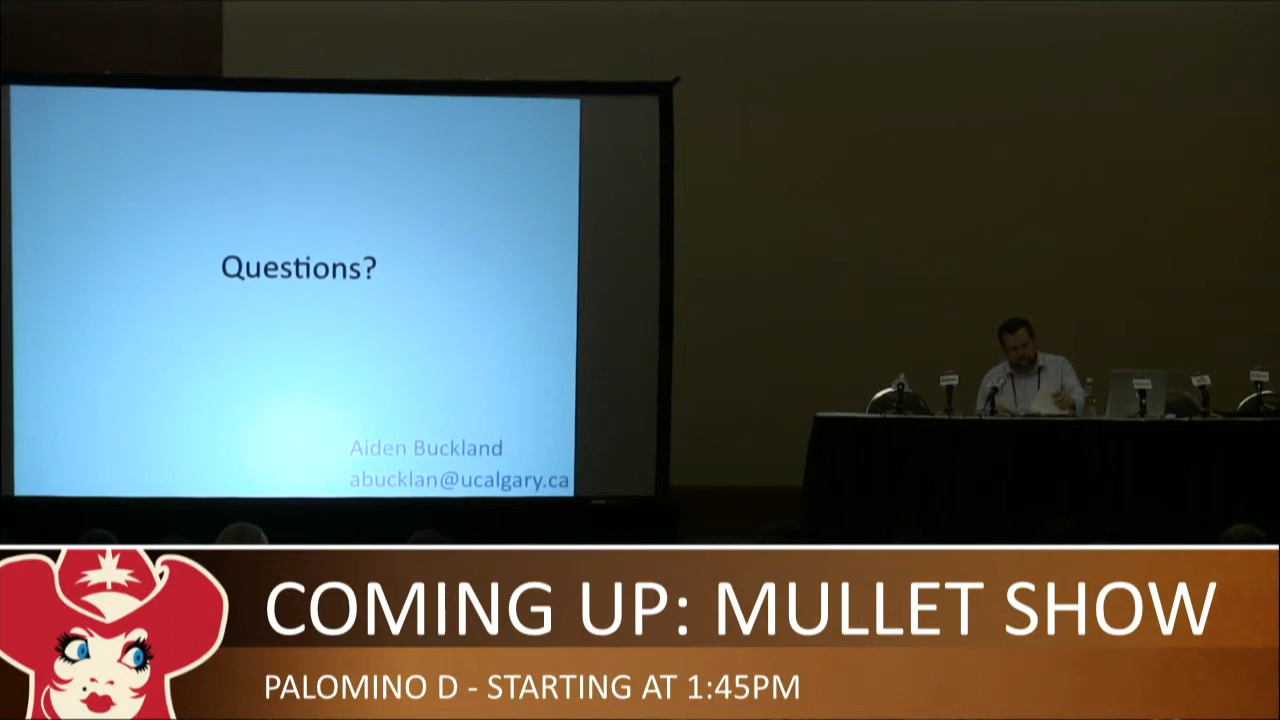 Questions?
Aiden Buckland
abucklan@ucalgary.ca
COMING UP: MULLET SHOW
PALOMINO D - STARTING AT 1:45PM